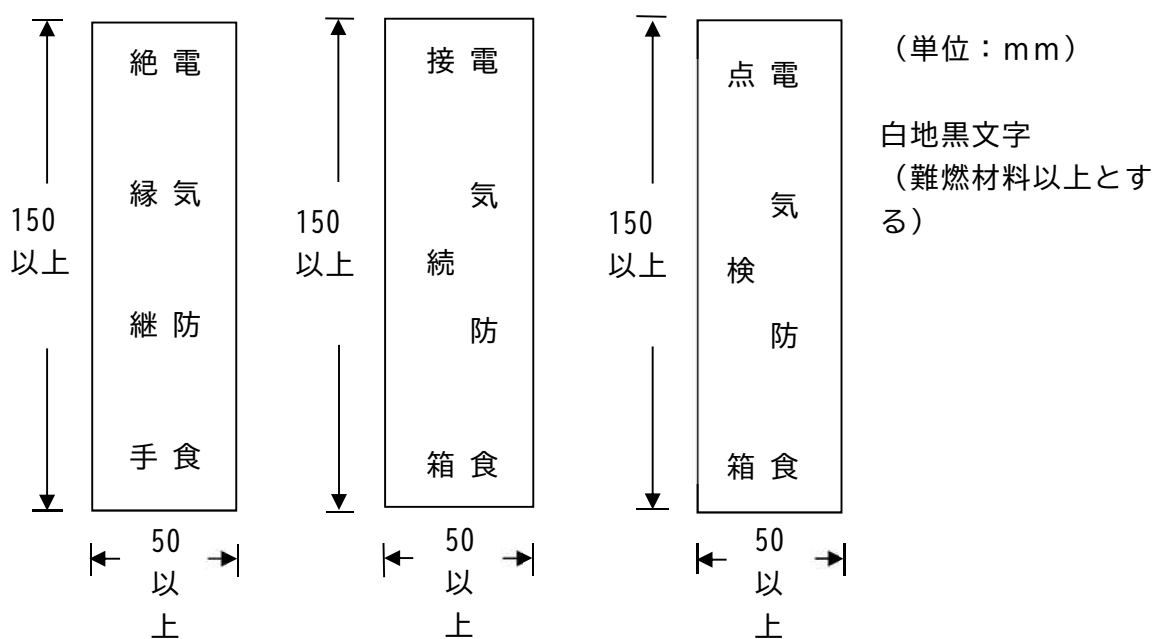 150
以上
電気防食
絶縁継手
50
以
上
150
以上
電気防食
接続箱
50
以
上
150
以上
電気防食
点検箱
50
以
上
（単位：ｍｍ）
白地黒文字
（難燃材料以上とす
る）